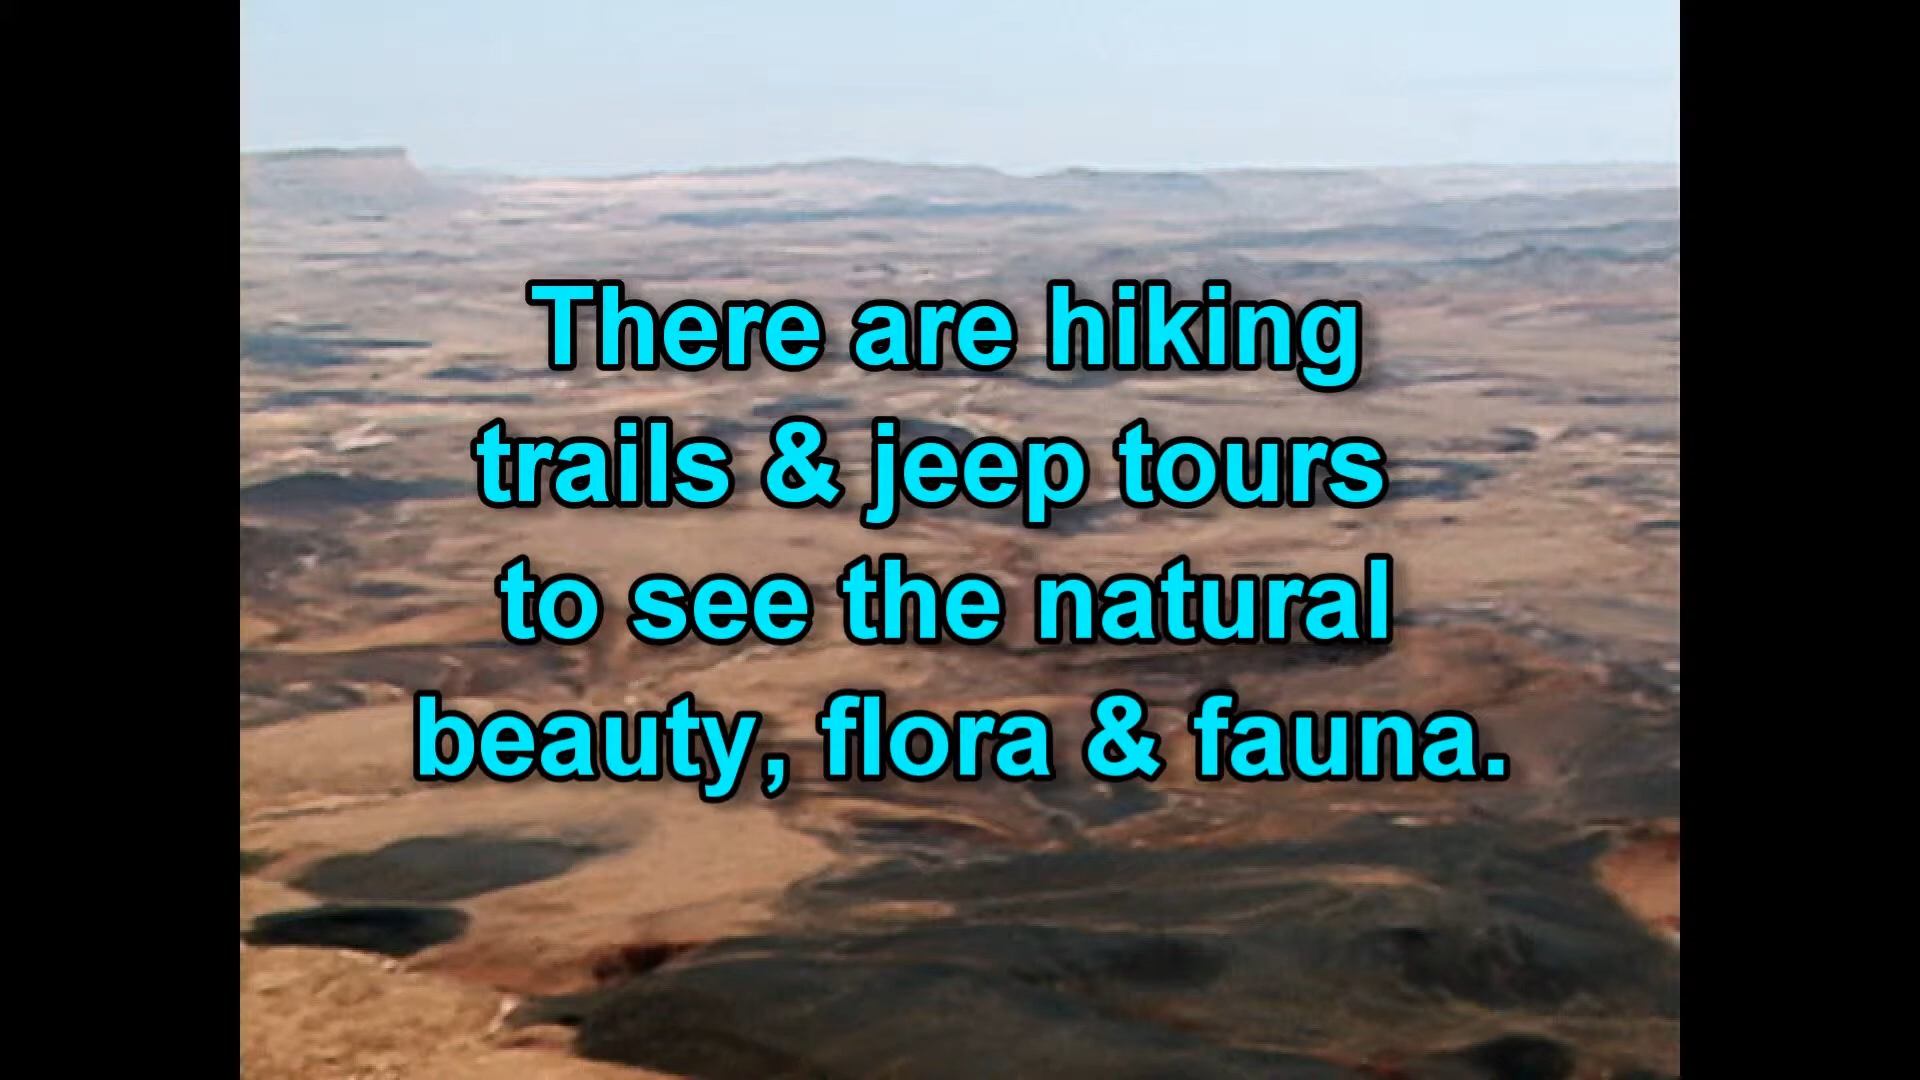 There are hiking
trails & jeep tours
to see the natural
beauty, flora & fauna.